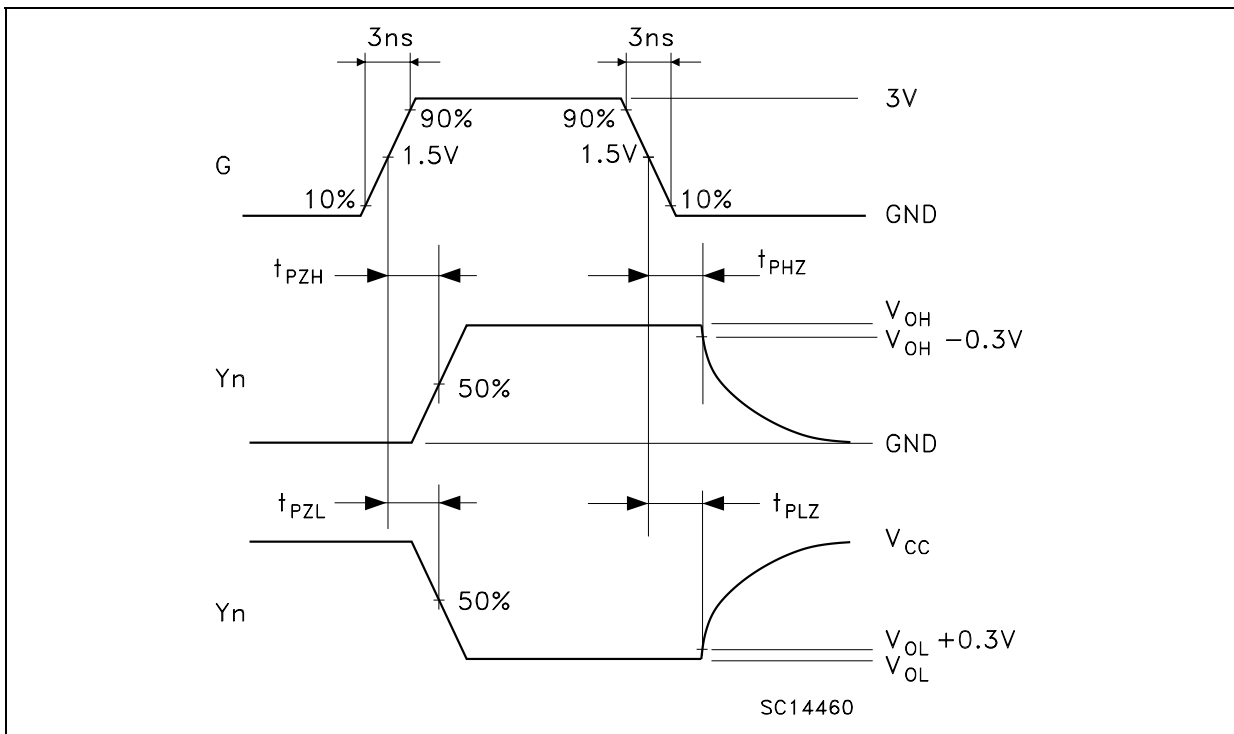 3ns 3ns
3V
90% 90%
G 1.5V 1.5V
10% 10%
GND
tPZH tPHZ
VOH
VOH -0.3V
Yn 50%
GND
tPZL tPLZ
VCC
Yn 50%
VOL +0.3V
VOL
SC14460